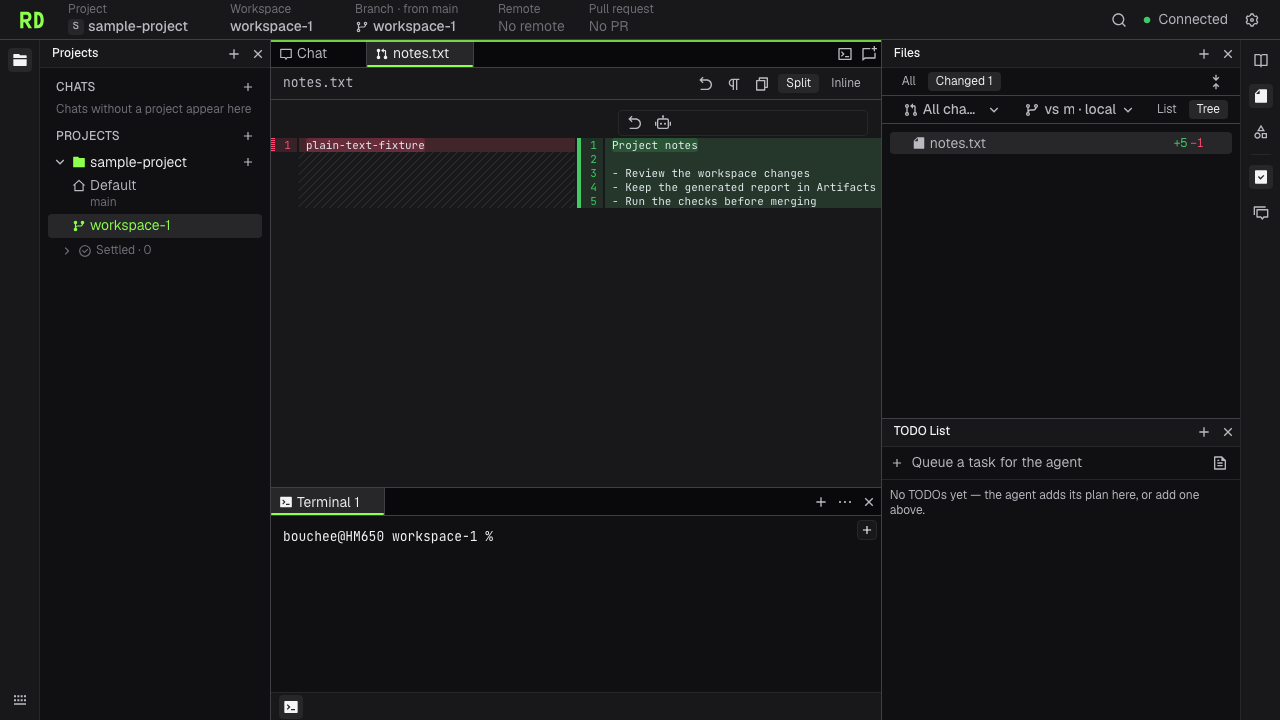 RD
Project
S sample-project
Workspace
workspace-1
Branch · from main
workspace-1
Remote
No remote
Pull request
No PR
Connected
Projects
CHATS
Chats without a project appear here
PROJECTS
sample-project
Default
main
workspace-1
Settled · 0
Chat
notes.txt
notes.txt
Split
Inline
1 plain-text-fixture
1 Project notes
2
3 - Review the workspace changes
4 - Keep the generated report in Artifacts
5 - Run the checks before merging
Terminal 1
bouchee@HM650 workspace-1 %
Files
All
Changed 1
All cha...
vs m · local
List
Tree
notes.txt
+5 -1
TODO List
Queue a task for the agent
No TODOs yet — the agent adds its plan here, or add one
above.